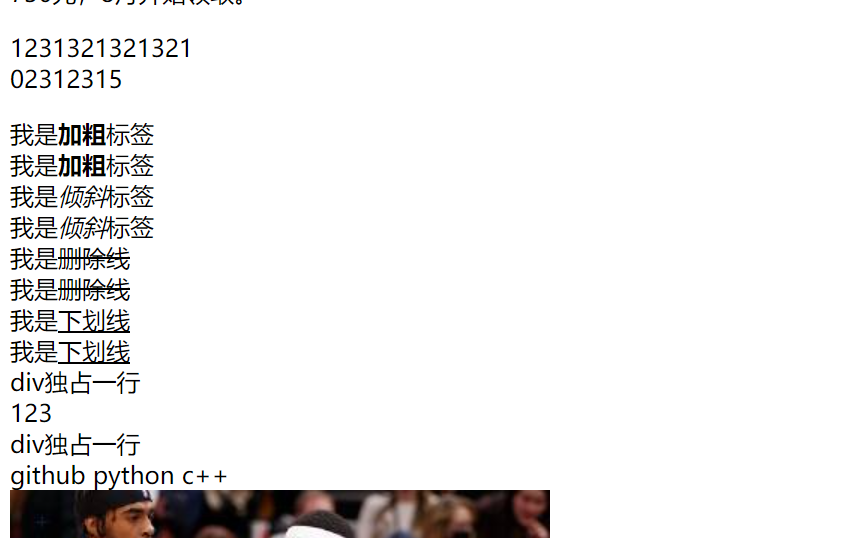 1231321321321
02312315
我是加粗标签
我是加粗标签
我是倾斜标签
我是倾斜标签
我是删除线
我是删除线
我是下划线
我是下划线
div独占一行
123
div独占一行
github python c++